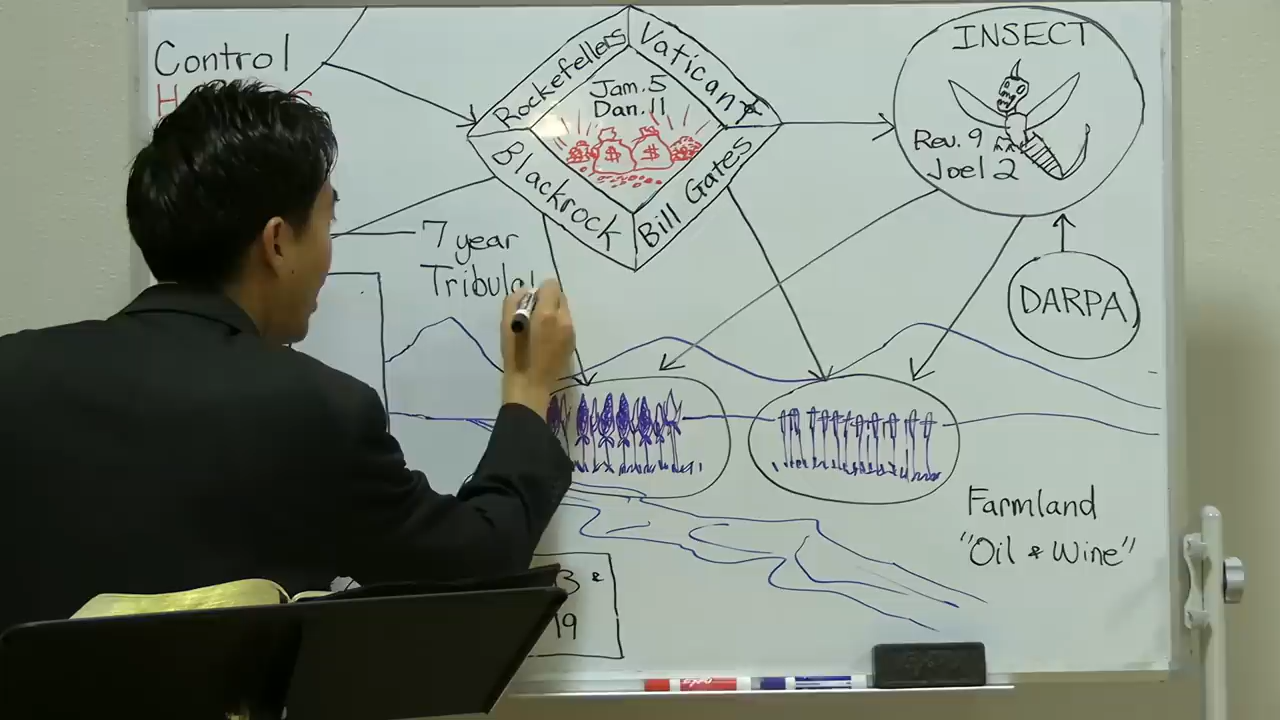 Control
Rockefellers
Vatican
Jam. 5
Dan. 11
$ $
Blackrock
Bill Gates
INSECT
Rev. 9
Joel 2
7 year
DARPA
Farmland
"Oil & Wine"
19